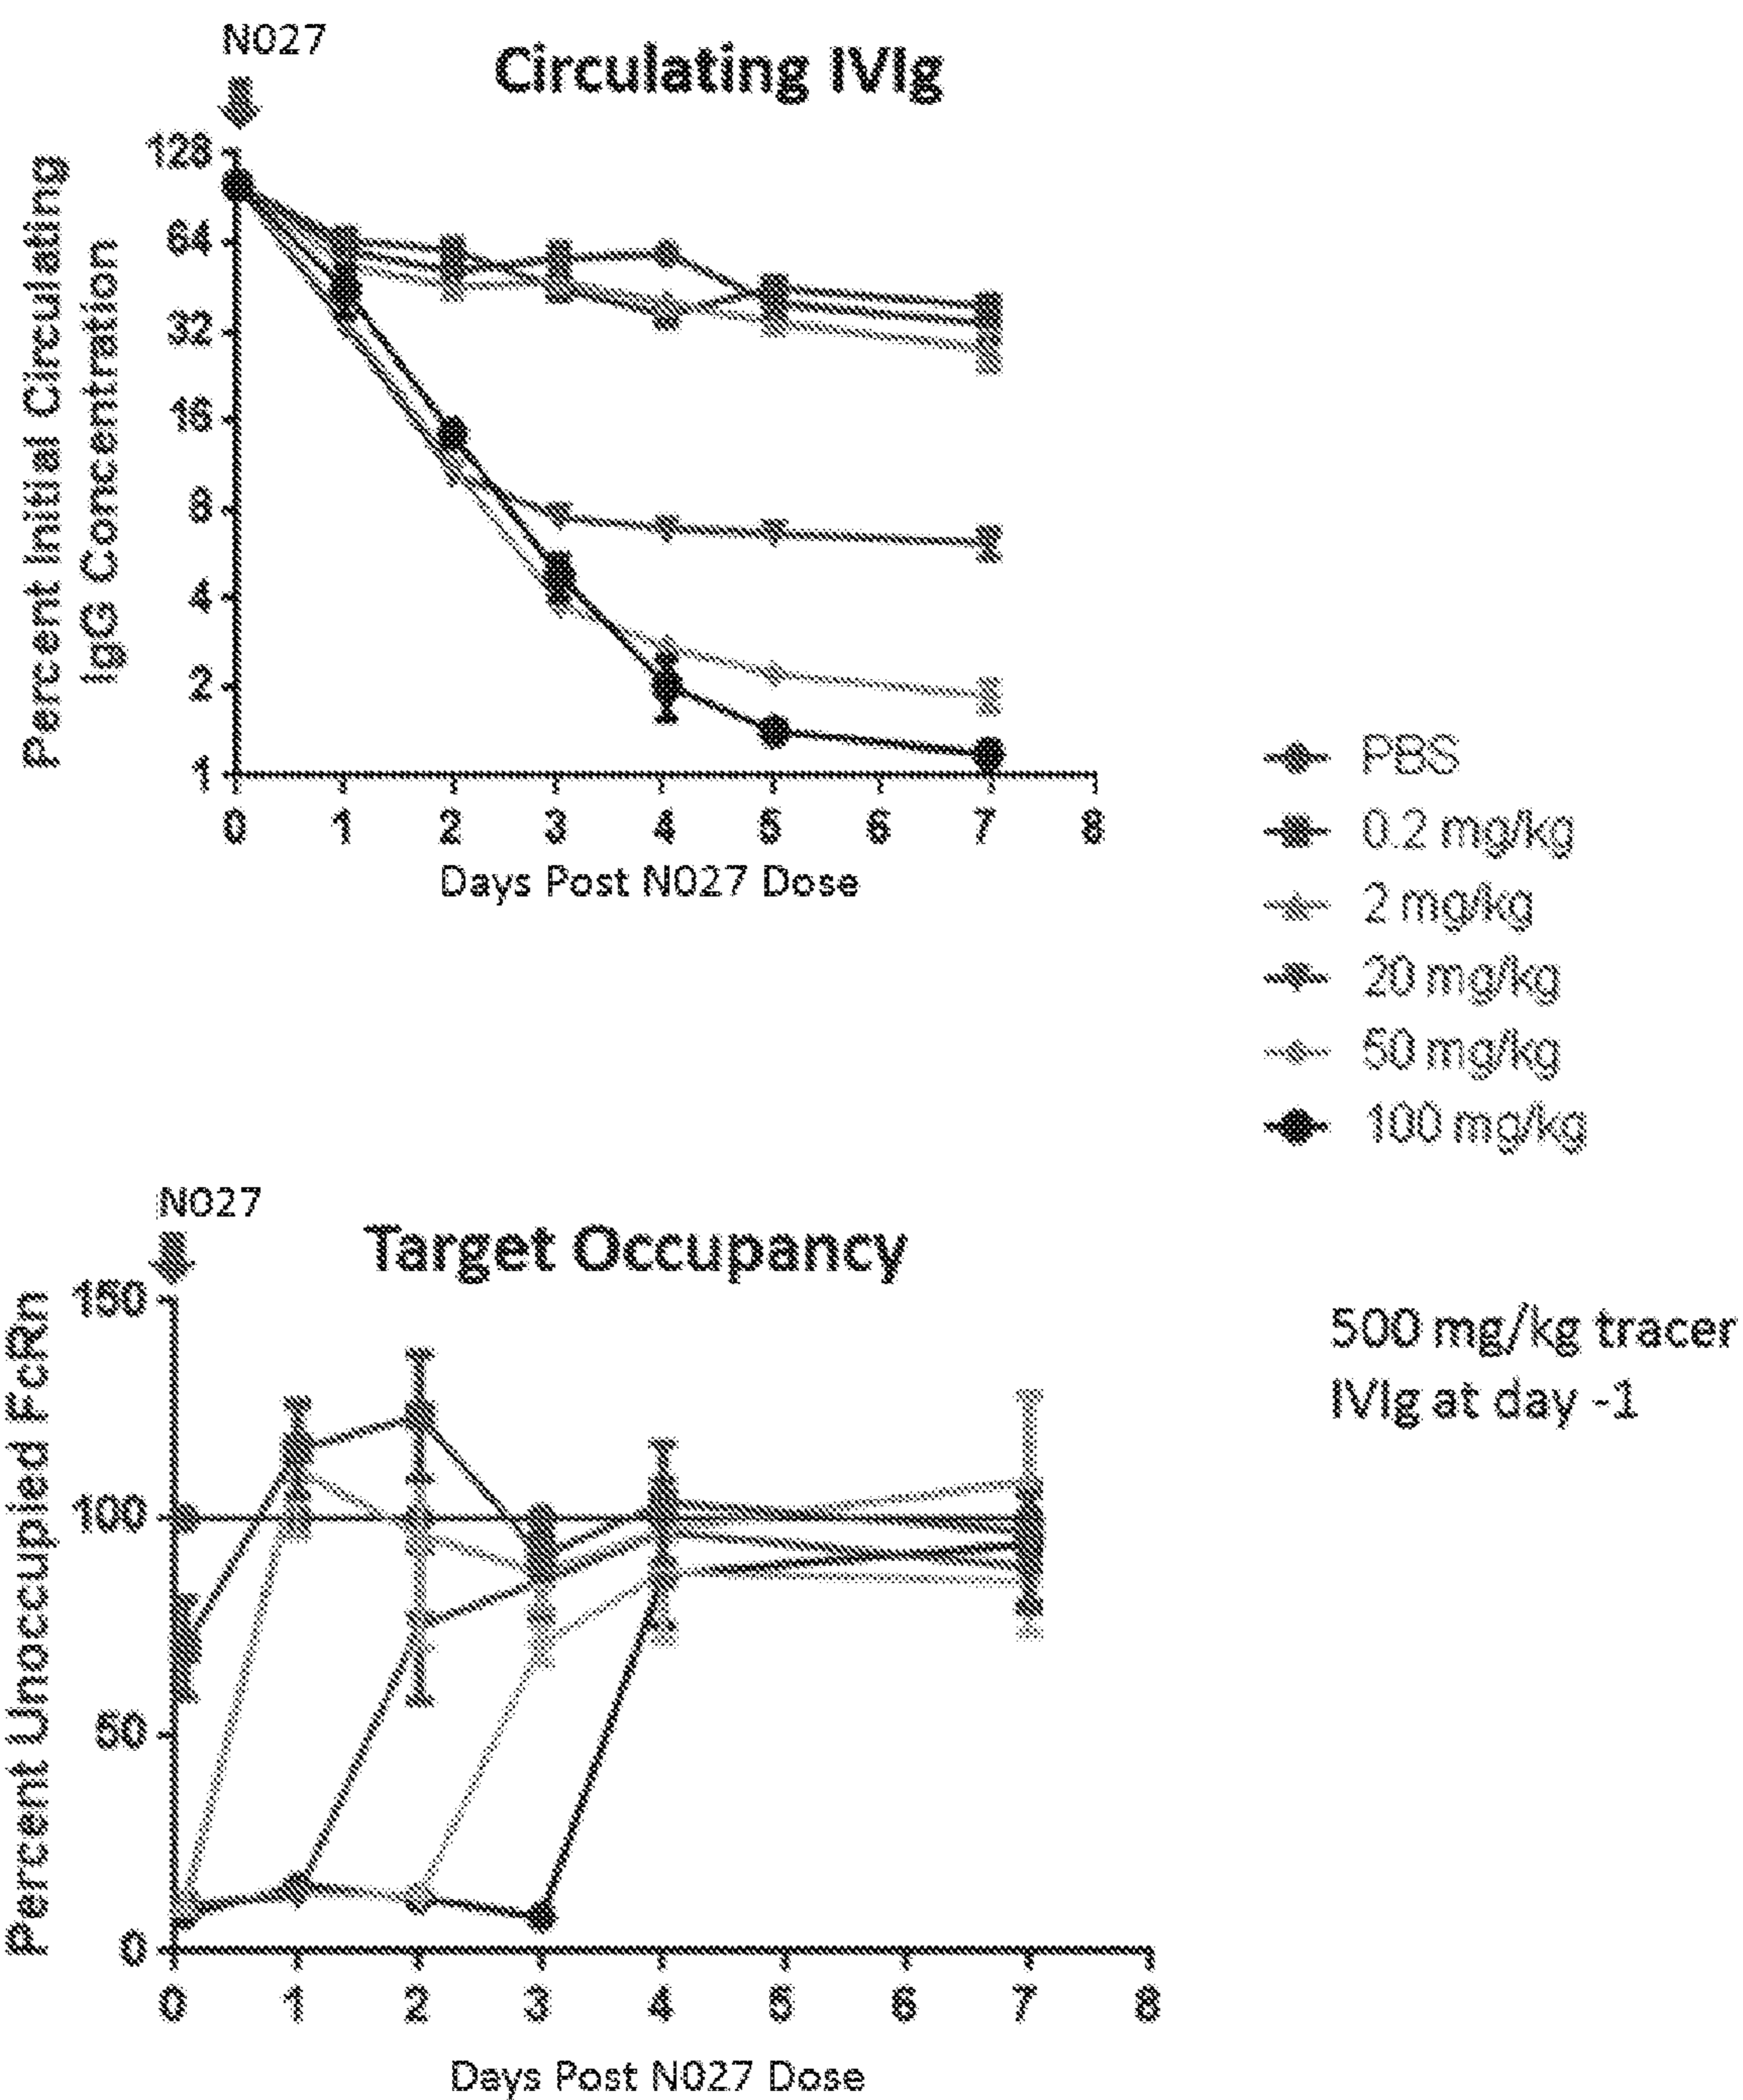 N027
Circulating IVIg
Percent Initial Circulating
IgG Concentration
128
64
32
16
8
4
2
1
0 1 2 3 4 5 6 7 8
Days Post N027 Dose
PBS
0.2 mg/kg
2 mg/kg
20 mg/kg
50 mg/kg
100 mg/kg
N027
Target Occupancy
Percent Unoccupied FcRn
150
100
50
0
0 1 2 3 4 5 6 7 8
Days Post N027 Dose
500 mg/kg tracer
IVIg at day -1